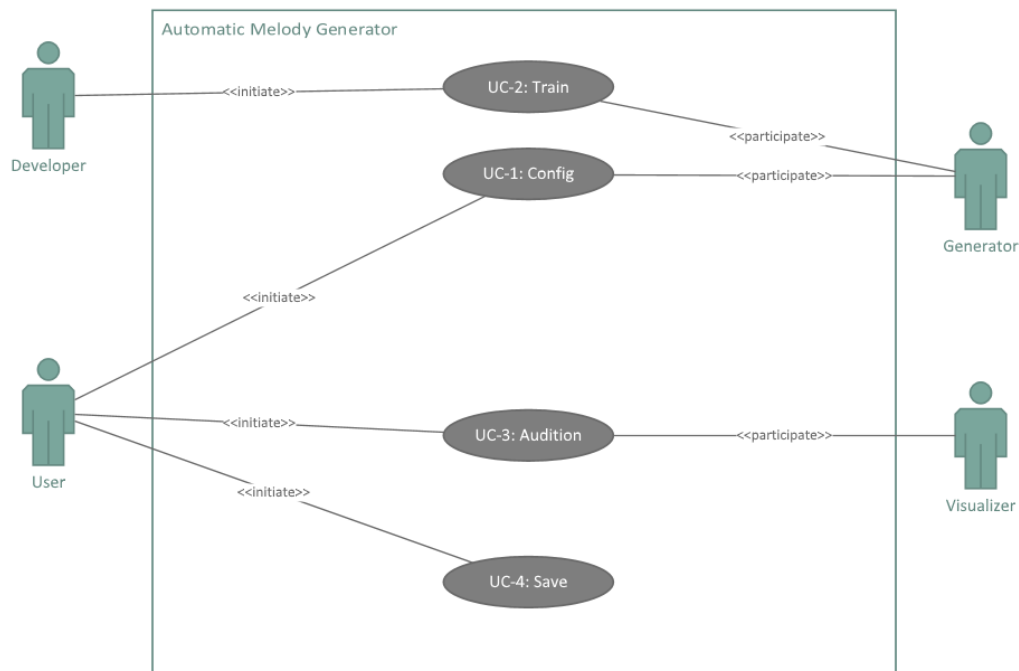 Automatic Melody Generator
<<initiate>>
UC-2: Train
<<participate>>
Developer
UC-1: Config
<<participate>>
Generator
<<initiate>>
<<initiate>>
UC-3: Audition
<<participate>>
User
Visualizer
<<initiate>>
UC-4: Save